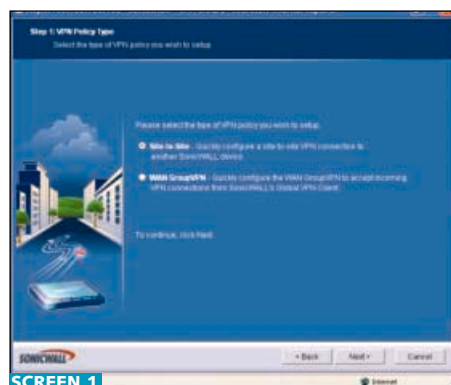 Step 1: VPN Policy Type
Select the type of VPN policy you wish to setup.
Please select the type of VPN policy you wish to setup:
Site-to-Site - Quickly configure a site-to-site VPN connection to
another SonicWALL device.
WAN GroupVPN - Quickly configure the WAN GroupVPN to accept incoming
VPN connections from SonicWALL's Global VPN Client.
To continue, click Next.
SONICWALL
< Back
Next >
Cancel
Internet
SCREEN 1